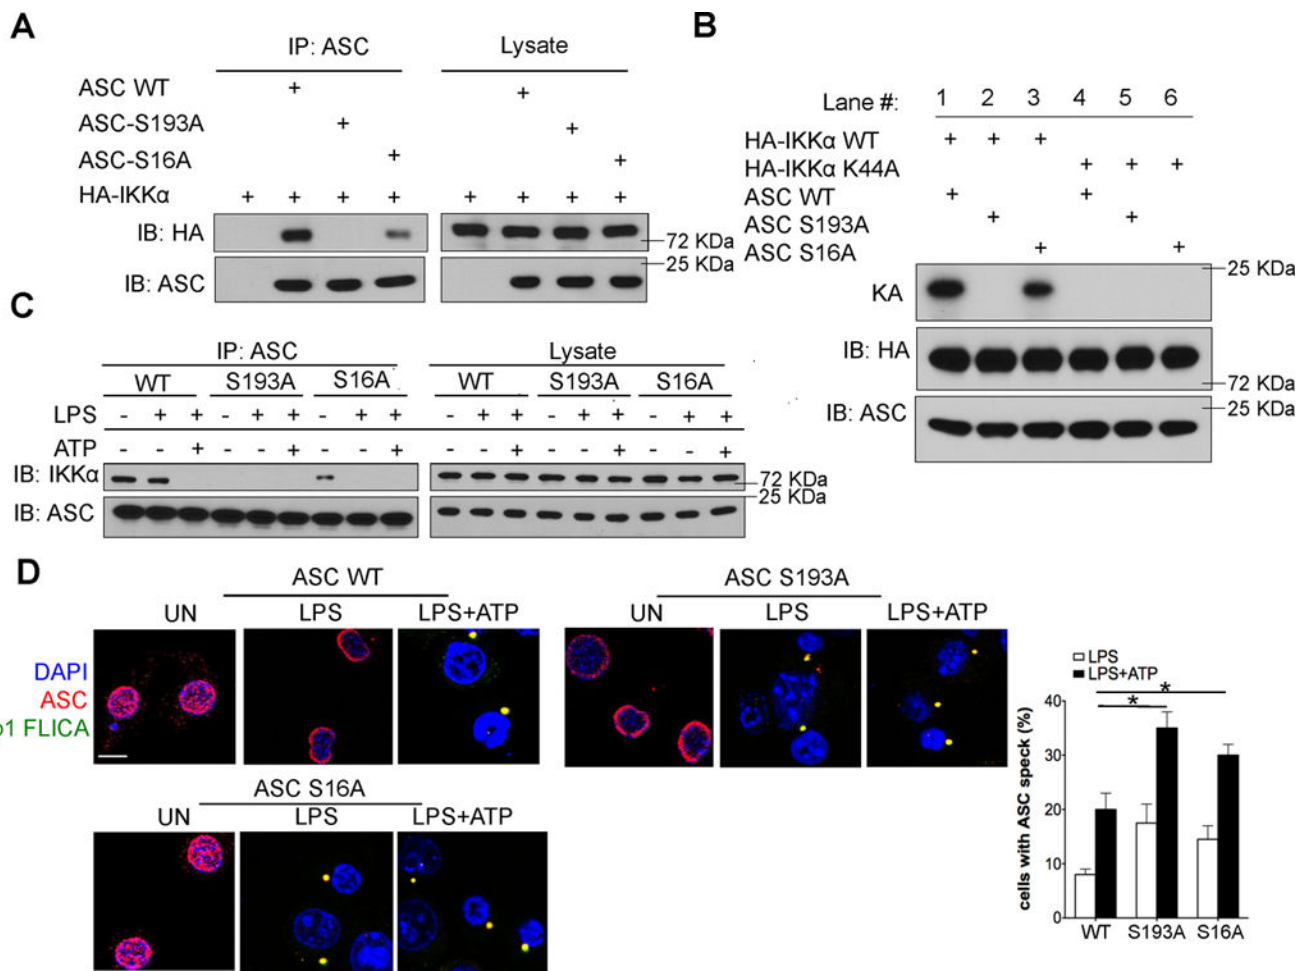 A
IP: ASC
Lysate
ASC WT
+
+
ASC-S193A
+
+
ASC-S16A
+
+
HA-IKKα
+ + + + + + + +
IB: HA
72 KDa
25 KDa
IB: ASC
B
Lane #: 1 2 3 4 5 6
HA-IKKα WT + + +
HA-IKKα K44A + + +
ASC WT + +
ASC S193A + +
ASC S16A + +
25 KDa
KA
IB: HA
72 KDa
IB: ASC
25 KDa
C
IP: ASC
Lysate
WT S193A S16A WT S193A S16A
LPS - + + - + + - + + - + + - + + - + +
ATP - - + - - + - - + - - + - - + - - +
IB: IKKα
72 KDa
25 KDa
IB: ASC
D
ASC WT
UN LPS LPS+ATP
ASC S193A
UN LPS LPS+ATP
DAPI
ASC
p1 FLICA
ASC S16A
UN LPS LPS+ATP
LPS
LPS+ATP
* *
cells with ASC speck (%)
40
30
20
10
0
WT S193A S16A